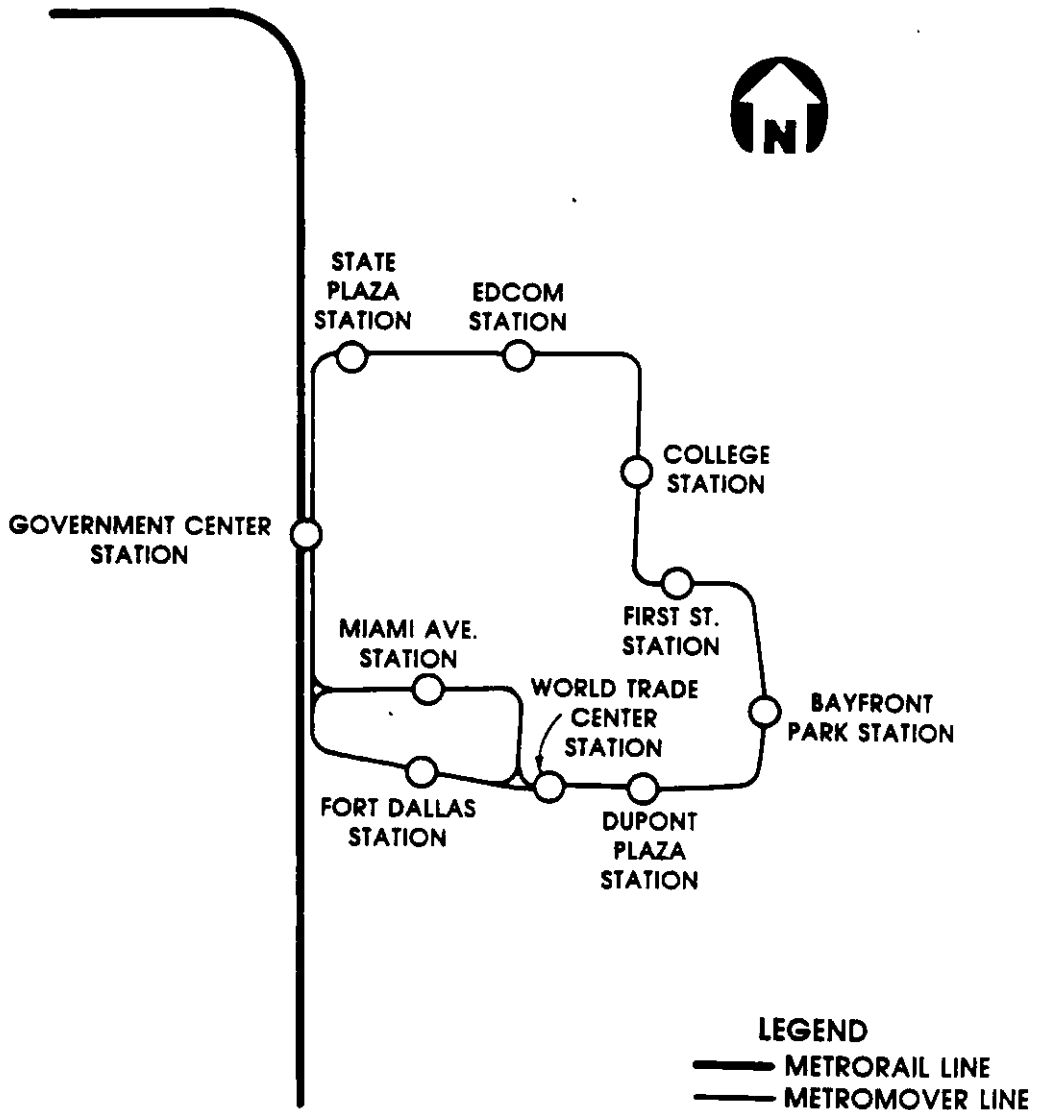 N
STATE
PLAZA
STATION
EDCOM
STATION
COLLEGE
STATION
GOVERNMENT CENTER
STATION
FIRST ST.
STATION
MIAMI AVE.
STATION
WORLD TRADE
CENTER
STATION
BAYFRONT
PARK STATION
FORT DALLAS
STATION
DUPONT
PLAZA
STATION
LEGEND
METRORAIL LINE
METROMOVER LINE